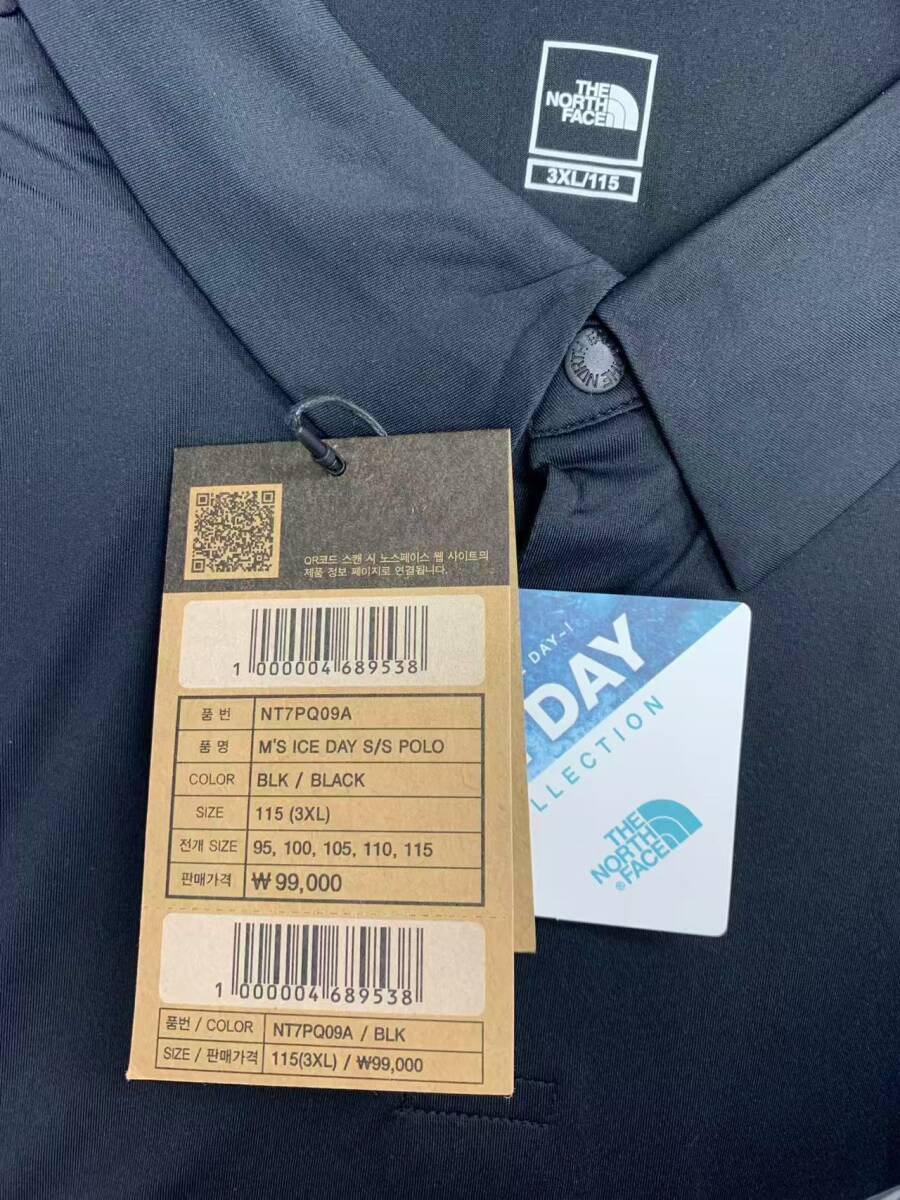 THE
NORTH
FACE
3XL/115
THE NORTH
QR코드 스캔 시 노스페이스 웹 사이트의
제품 정보 페이지로 연결됩니다.
1 000004 689538
품 번 NT7PQ09A
품 명 M'S ICE DAY S/S POLO
COLOR BLK / BLACK
SIZE 115 (3XL)
전개 SIZE 95, 100, 105, 110, 115
판매가격 ₩99,000
1 000004 689538
품번 / COLOR NT7PQ09A / BLK
SIZE / 판매가격 115(3XL) / ₩99,000
DAY~!
DAY
LLECTION
THE
NORTH
FACE®